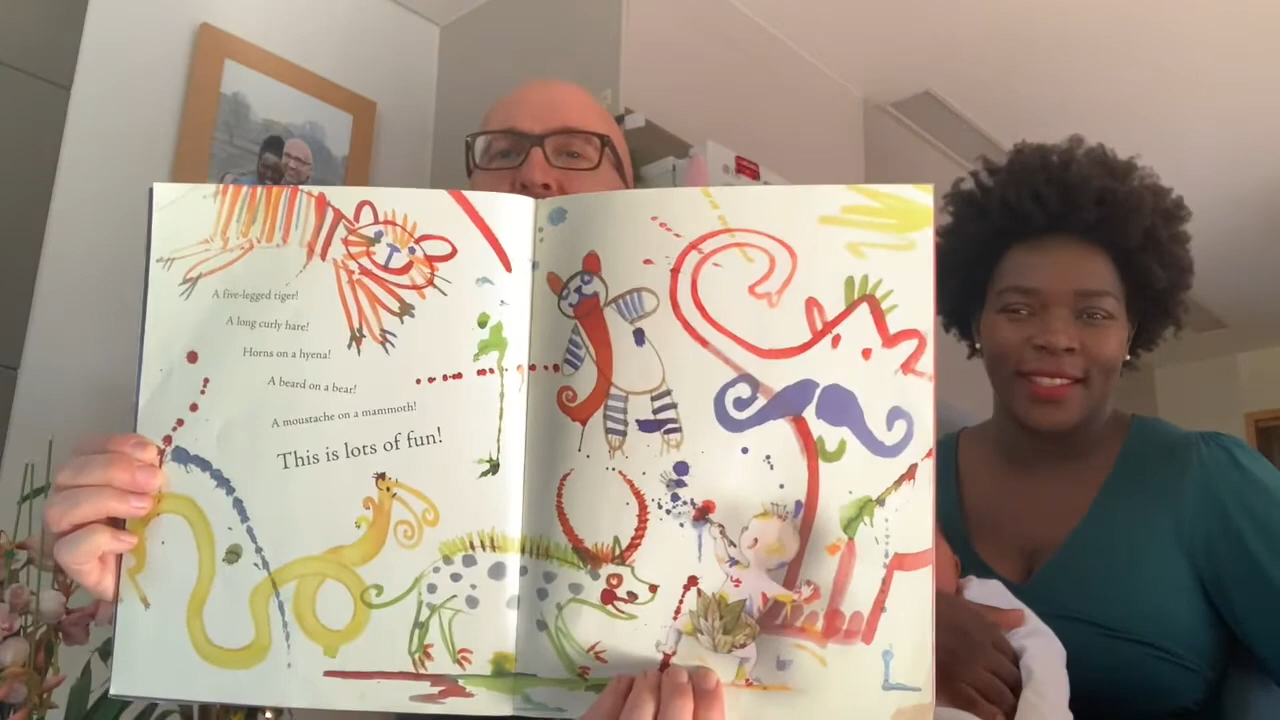 A five-legged tiger!
A long curly hare!
Horns on a hyena!
A beard on a bear!
A moustache on a mammoth!
This is lots of fun!